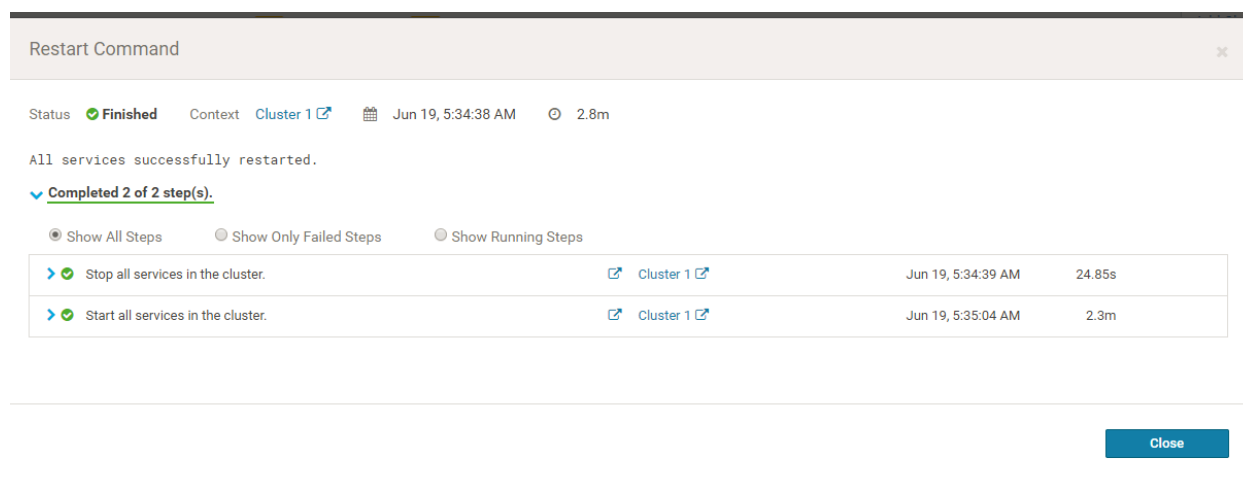 Restart Command
Status Finished Context Cluster 1 Jun 19, 5:34:38 AM 2.8m
All services successfully restarted.
Completed 2 of 2 step(s).
Show All Steps Show Only Failed Steps Show Running Steps
Stop all services in the cluster. Cluster 1 Jun 19, 5:34:39 AM 24.85s
Start all services in the cluster. Cluster 1 Jun 19, 5:35:04 AM 2.3m
Close